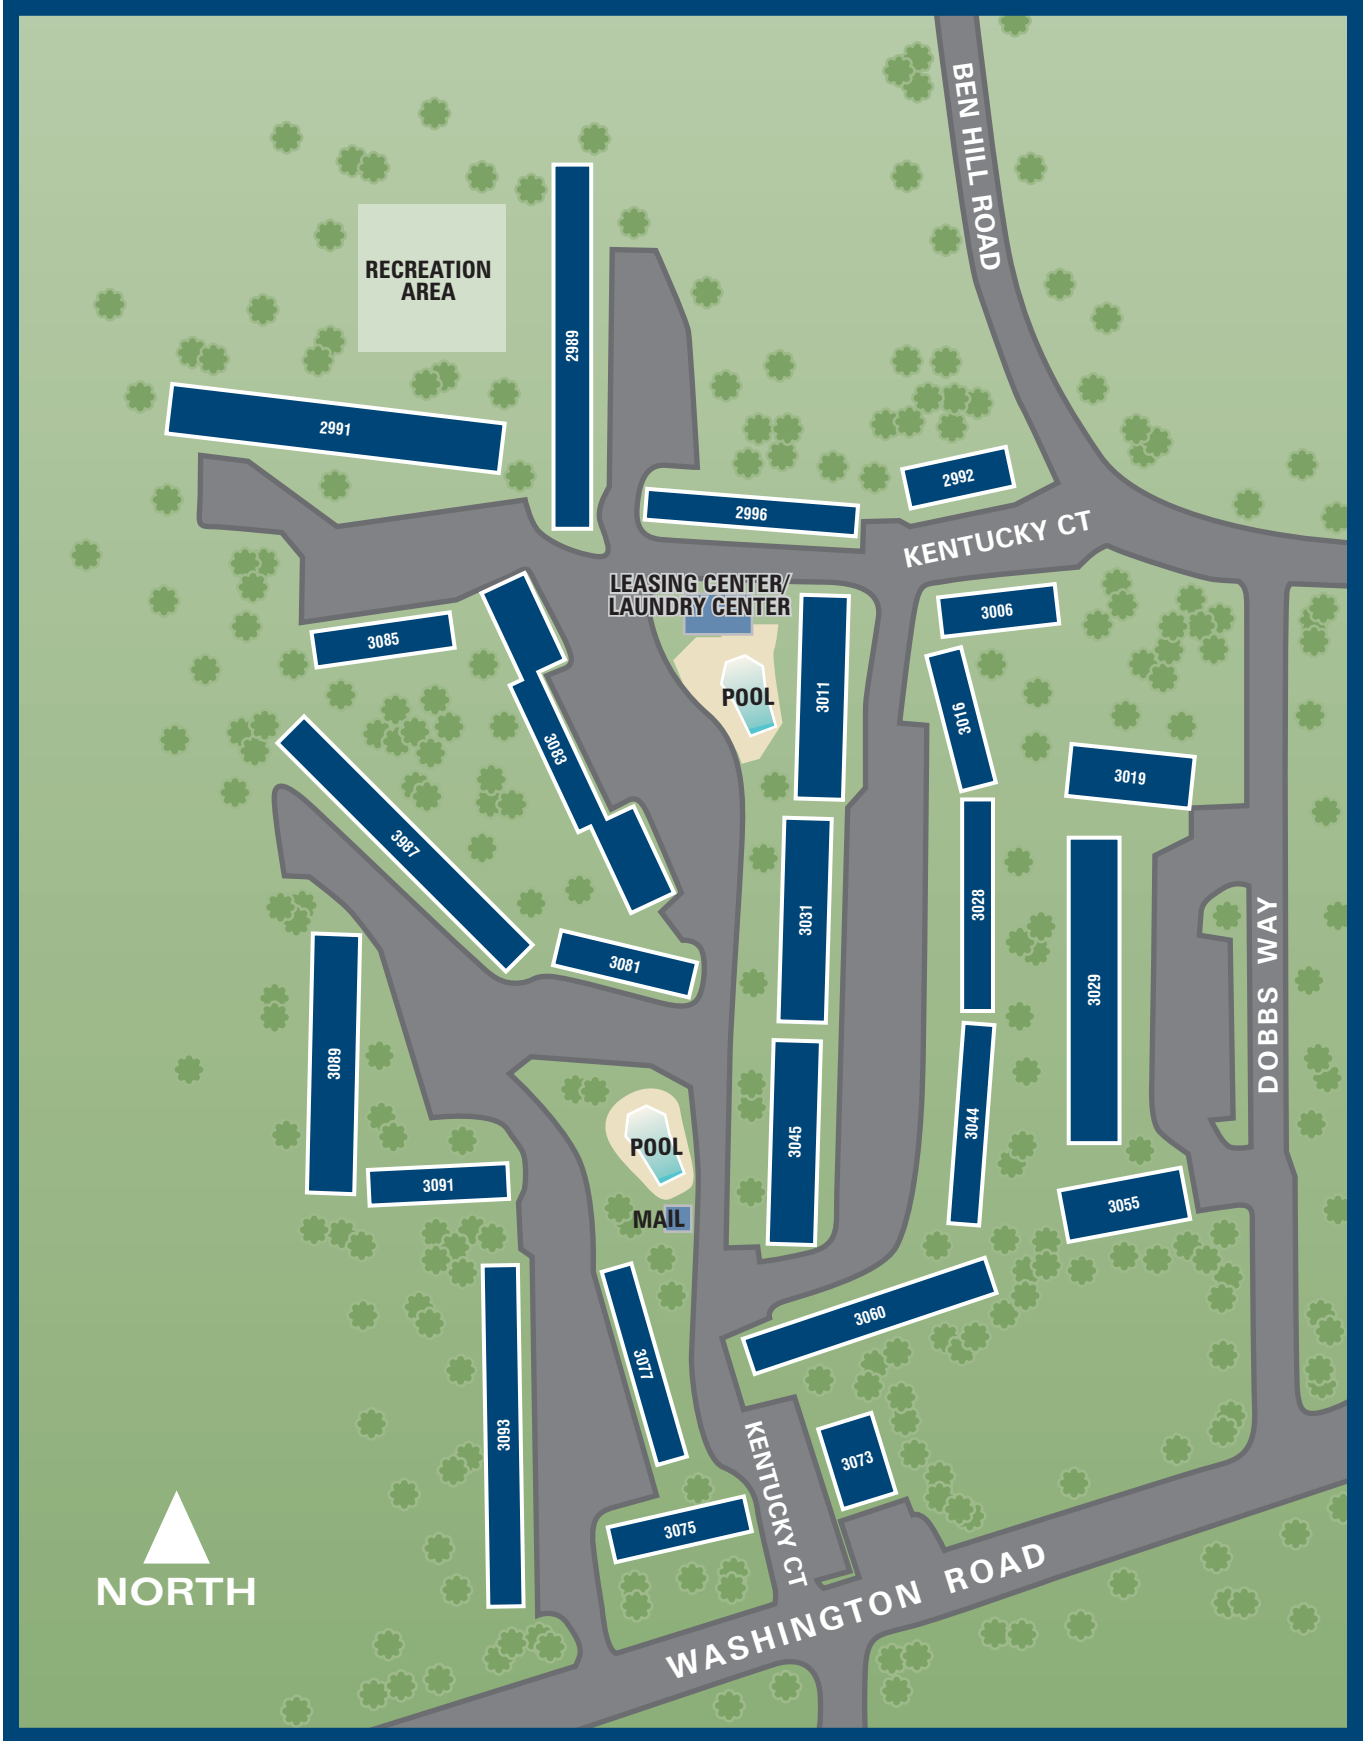 BEN HILL ROAD
RECREATION
AREA
2989
2991
2992
2996
KENTUCKY CT
LEASING CENTER/
LAUNDRY CENTER
3006
3085
3011
POOL
3016
3083
3019
3987
3031
3028
3081
3029
DOBBS WAY
3089
3045
3044
POOL
3091
3055
MAIL
3060
3077
3093
KENTUCKY CT
3073
3075
NORTH
WASHINGTON ROAD